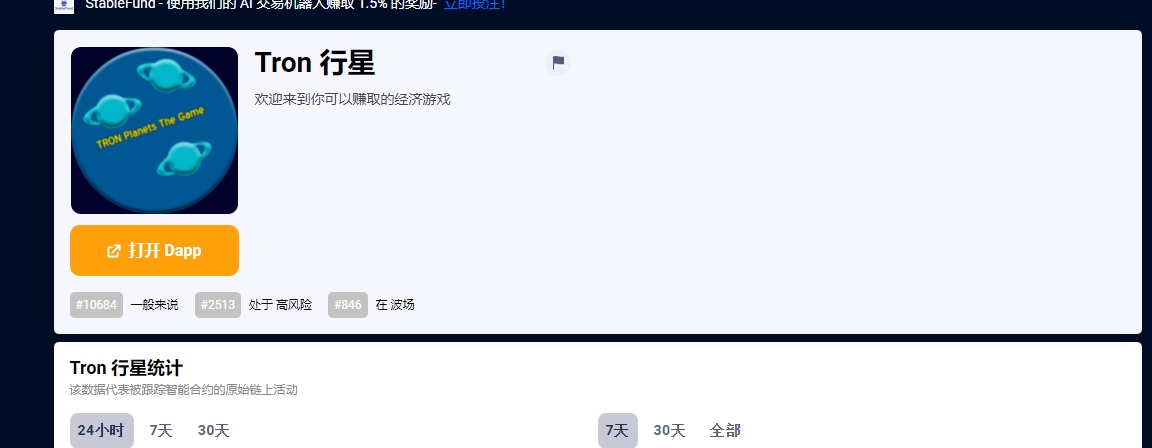 StableFund - 使用我们的 AI 交易机器人赚取 1.5% 的奖励- 立即投注!
Tron 行星
欢迎来到你可以赚取的经济游戏
TRON Planets The Game
打开 Dapp
#10684 一般来说 #2513 处于 高风险 #846 在 波场
Tron 行星统计
该数据代表被跟踪智能合约的原始链上活动
24小时 7天 30天 7天 30天 全部